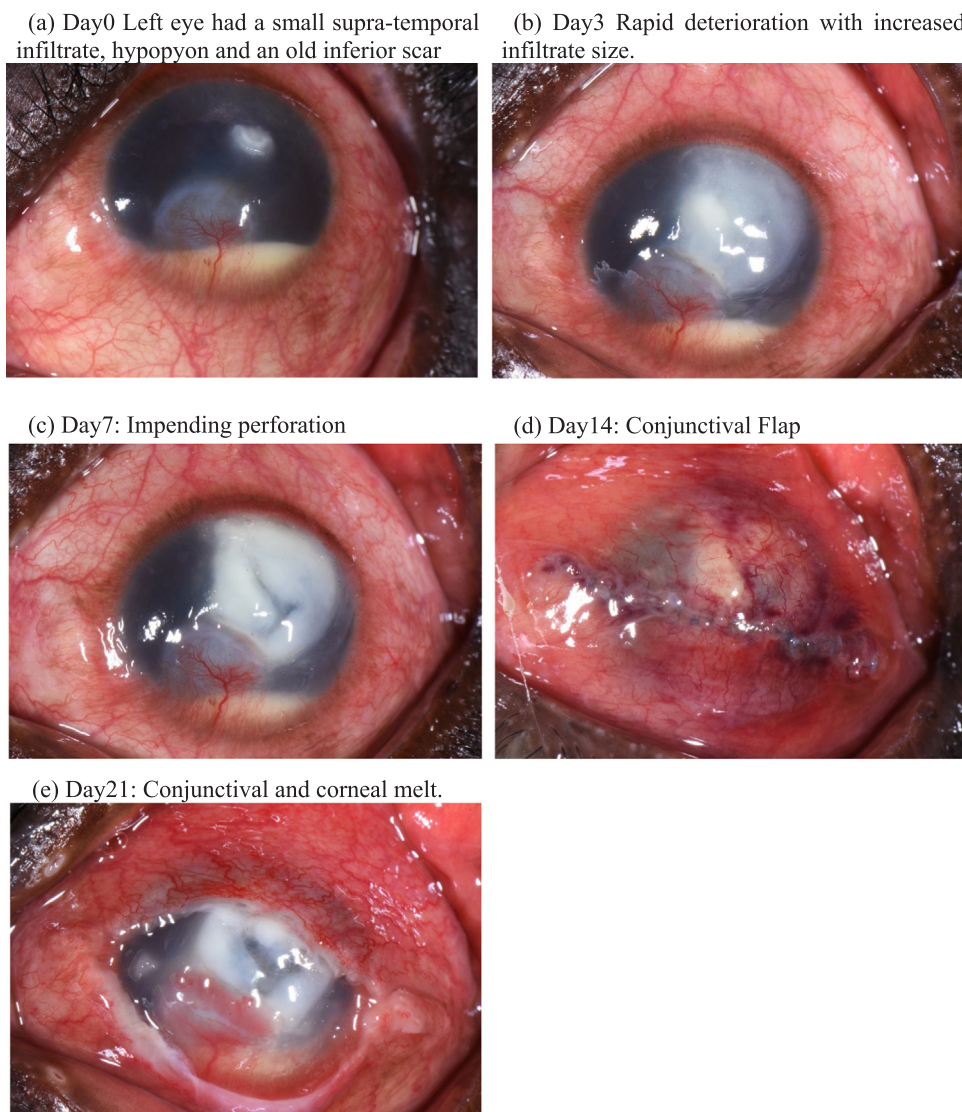 (a) Day0 Left eye had a small supra-temporal
infiltrate, hypopyon and an old inferior scar
(b) Day3 Rapid deterioration with increased
infiltrate size.
(c) Day7: Impending perforation
(d) Day14: Conjunctival Flap
(e) Day21: Conjunctival and corneal melt.